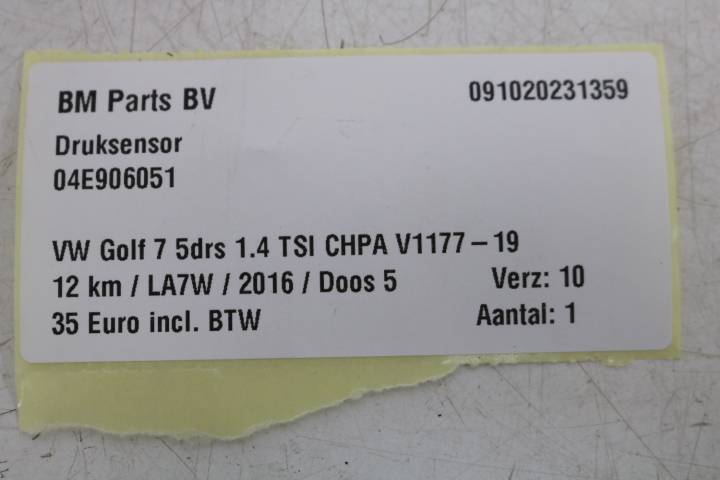 BM Parts BV 091020231359
Druksensor
04E906051
VW Golf 7 5drs 1.4 TSI CHPA V1177 – 19
12 km / LA7W / 2016 / Doos 5 Verz: 10
35 Euro incl. BTW Aantal: 1